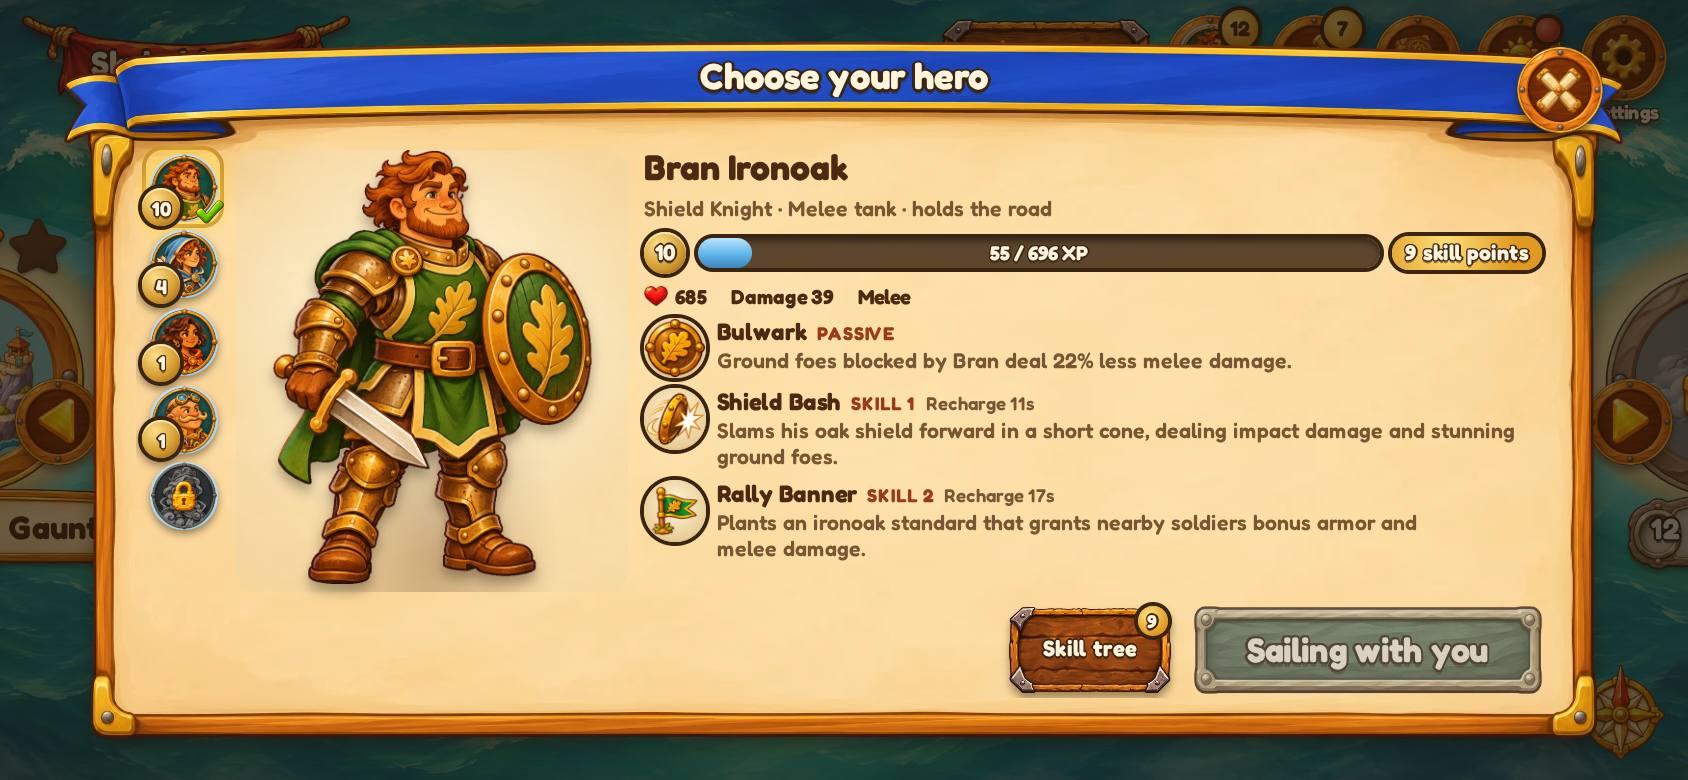 12
7
Choose your hero
ttings
10
4
1
1
Bran Ironoak
Shield Knight · Melee tank · holds the road
10
55 / 696 XP
9 skill points
685 Damage 39 Melee
Bulwark PASSIVE
Ground foes blocked by Bran deal 22% less melee damage.
Shield Bash SKILL 1 Recharge 11s
Slams his oak shield forward in a short cone, dealing impact damage and stunning
ground foes.
Rally Banner SKILL 2 Recharge 17s
Plants an ironoak standard that grants nearby soldiers bonus armor and
melee damage.
Gaunt
12
9
Skill tree
Sailing with you